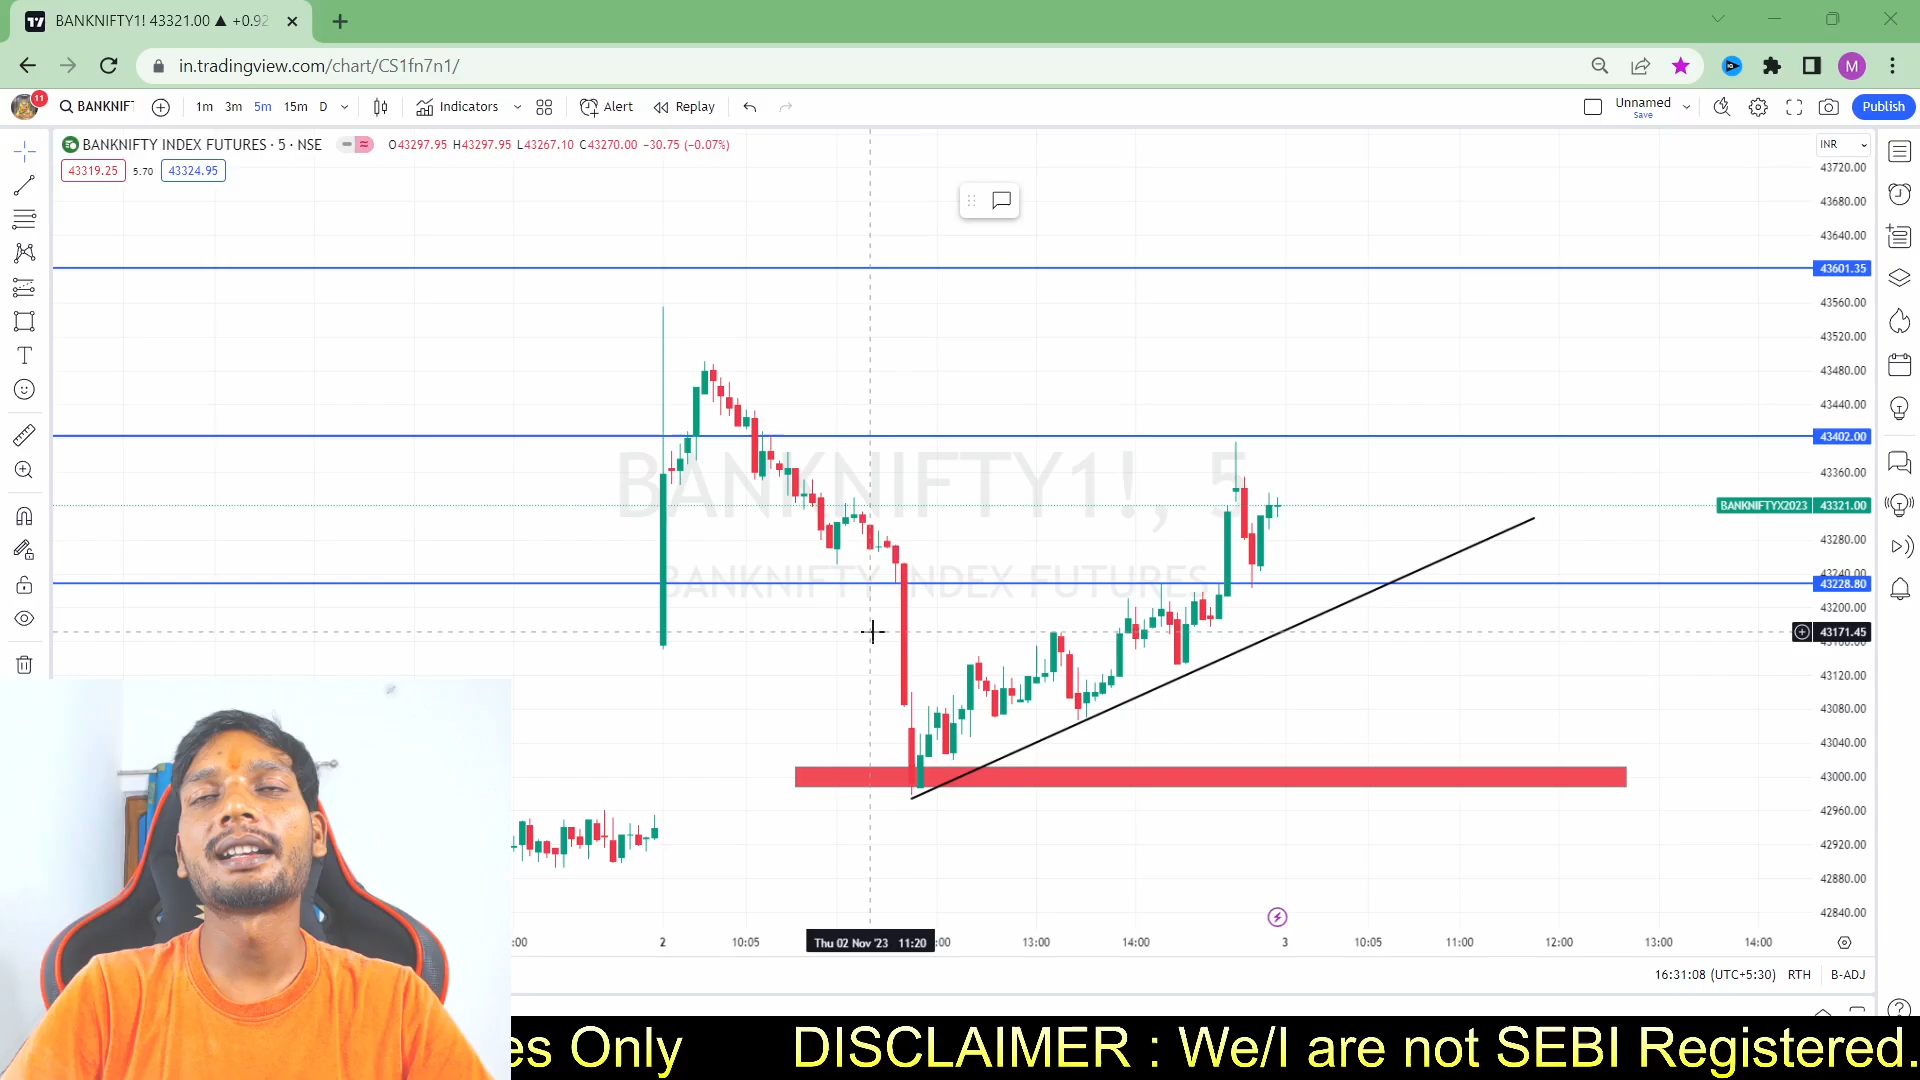 BANKNIFTY1! 43321.00 ▲ +0.92
in.tradingview.com/chart/CS1fn7n1/
M
11
BANKNIF
1m 3m 5m 15m D
Indicators
Alert
Replay
Unnamed
Save
Publish
BANKNIFTY INDEX FUTURES · 5 · NSE
O43297.95 H43297.95 L43267.10 C43270.00 −30.75 (−0.07%)
43319.25 5.70 43324.95
INR
43720.00
43680.00
43640.00
43601.35
43560.00
43520.00
43480.00
43440.00
43402.00
43360.00
BANKNIFTYX2023 43321.00
43280.00
43240.00
43228.80
43200.00
43171.45
43120.00
43080.00
43040.00
43000.00
42960.00
42920.00
42880.00
42840.00
BANKNIFTY1!, 5
BANKNIFTY INDEX FUTURES
:00 2 10:05 Thu 02 Nov '23 11:20 :00 13:00 14:00 3 10:05 11:00 12:00 13:00 14:00
16:31:08 (UTC+5:30) RTH B-ADJ
es Only DISCLAIMER : We/I are not SEBI Registered.